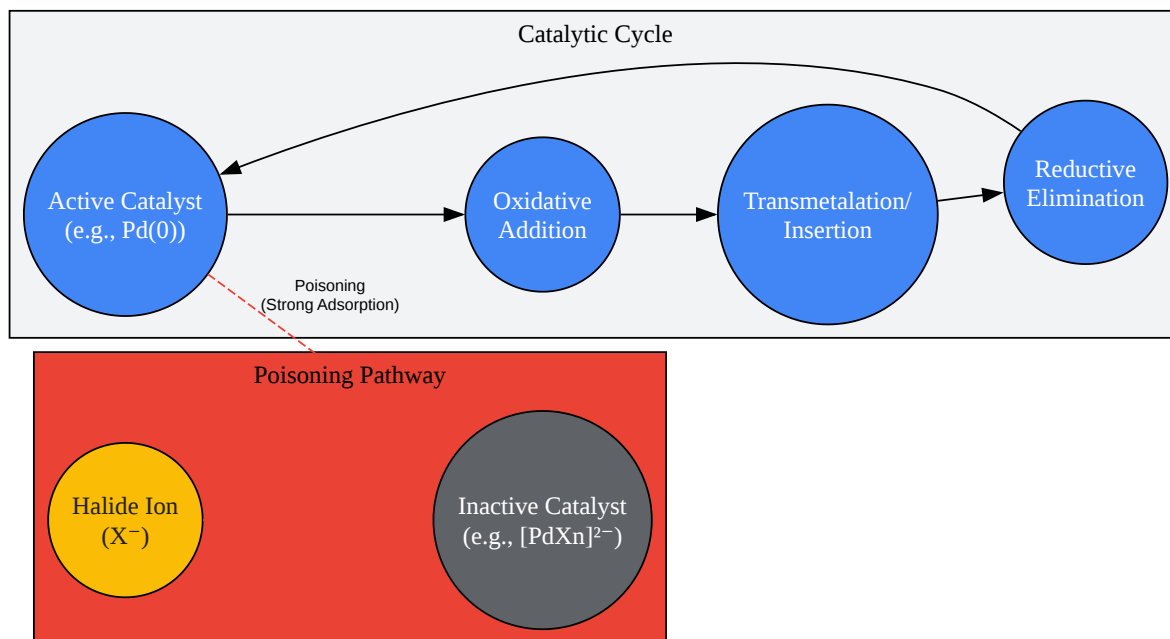 Catalytic Cycle
Active Catalyst
(e.g., Pd(0))
Oxidative
Addition
Transmetalation/
Insertion
Reductive
Elimination
Poisoning
(Strong Adsorption)
Poisoning Pathway
Halide Ion
(X⁻)
Inactive Catalyst
(e.g., [PdXn]²⁻)